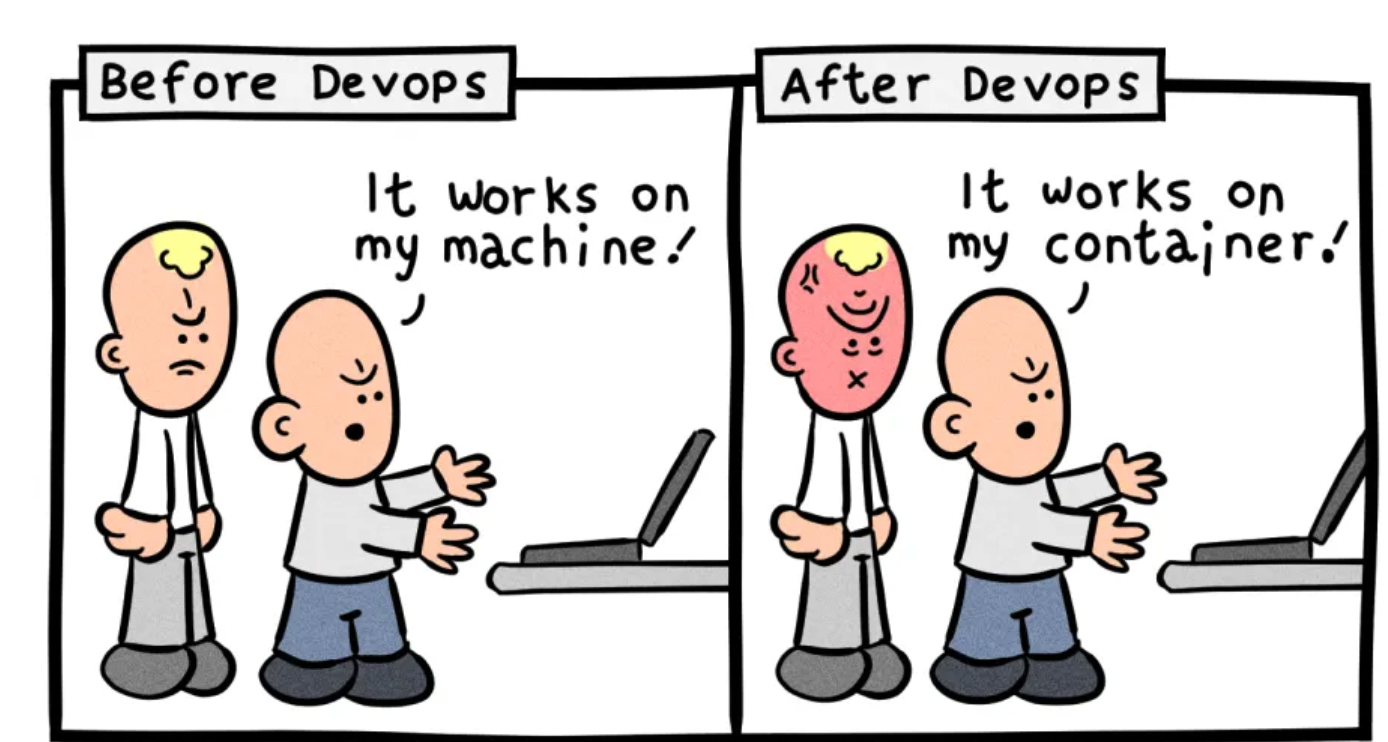 Before Devops
It works on
my machine!
After Devops
It works on
my container!